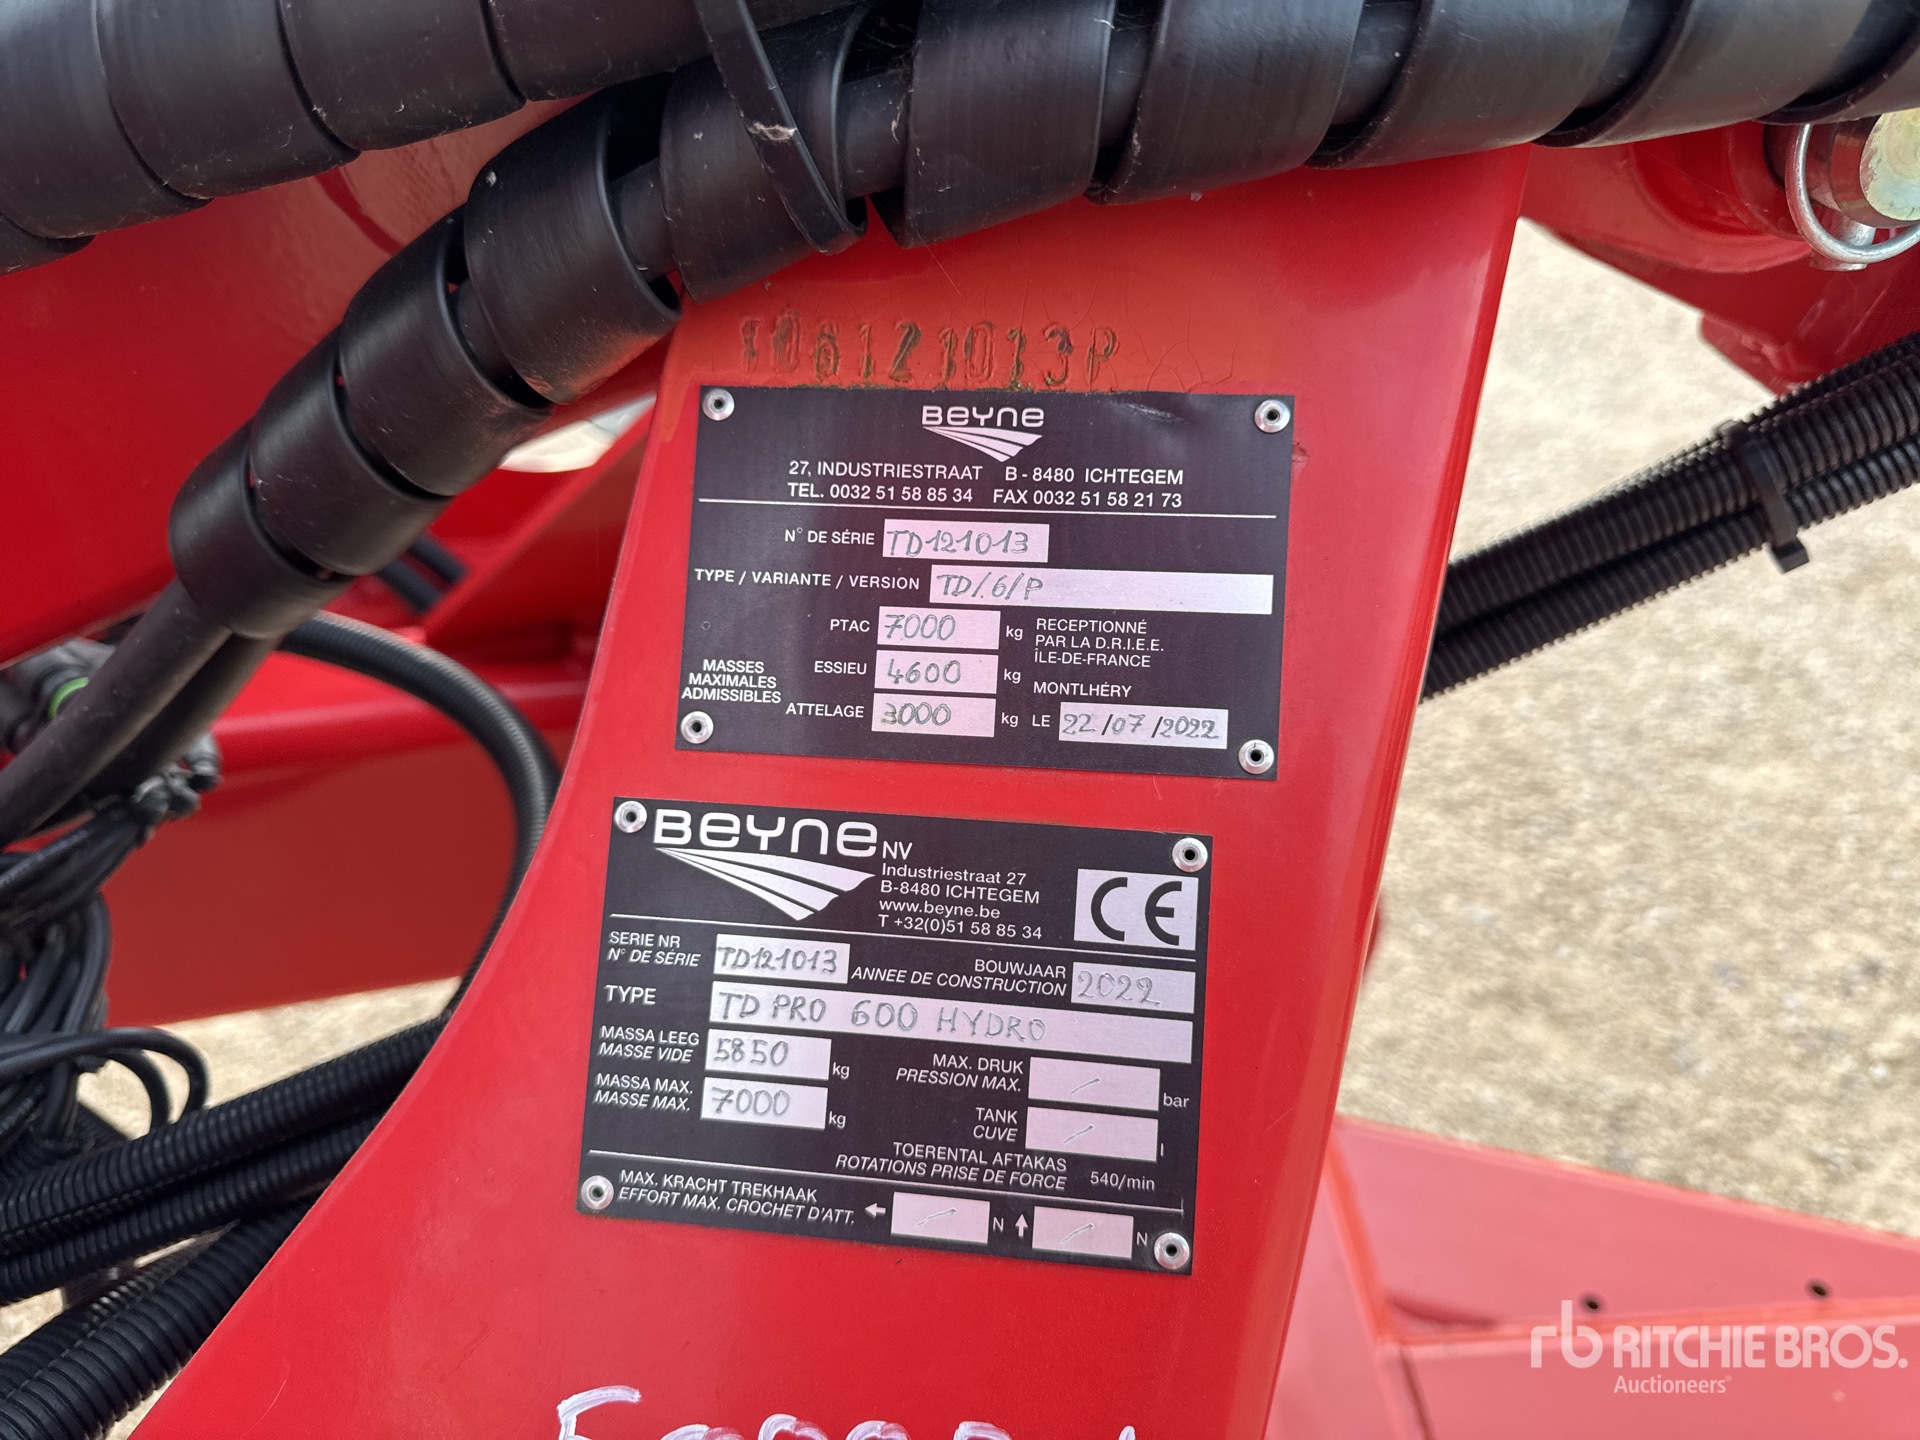 106121013P
BEYNE
27, INDUSTRIESTRAAT B - 8480 ICHTEGEM
TEL. 0032 51 58 85 34 FAX 0032 51 58 21 73
N° DE SÉRIE TD121013
TYPE / VARIANTE / VERSION TD/.6/P
PTAC 7000 kg
ESSIEU 4600 kg
ATTELAGE 3000 kg
MASSES
MAXIMALES
ADMISSIBLES
RECEPTIONNÉ
PAR LA D.R.I.E.E.
ÎLE-DE-FRANCE
MONTLHÉRY
LE 22/07/2022
BEYNE NV
Industriestraat 27
B-8480 ICHTEGEM
www.beyne.be
T +32(0)51 58 85 34
CE
SERIE NR
N° DE SÉRIE TD121013
BOUWJAAR
ANNEE DE CONSTRUCTION 2022
TYPE TD PRO 600 HYDRO
MASSA LEEG
MASSE VIDE 5850 kg
MASSA MAX.
MASSE MAX. 7000 kg
MAX. DRUK
PRESSION MAX. / bar
TANK
CUVE / l
TOERENTAL AFTAKAS
ROTATIONS PRISE DE FORCE 540/min
MAX. KRACHT TREKHAAK
EFFORT MAX. CROCHET D'ATT. ← / N ↑ / N
rb RITCHIE BROS.
Auctioneers